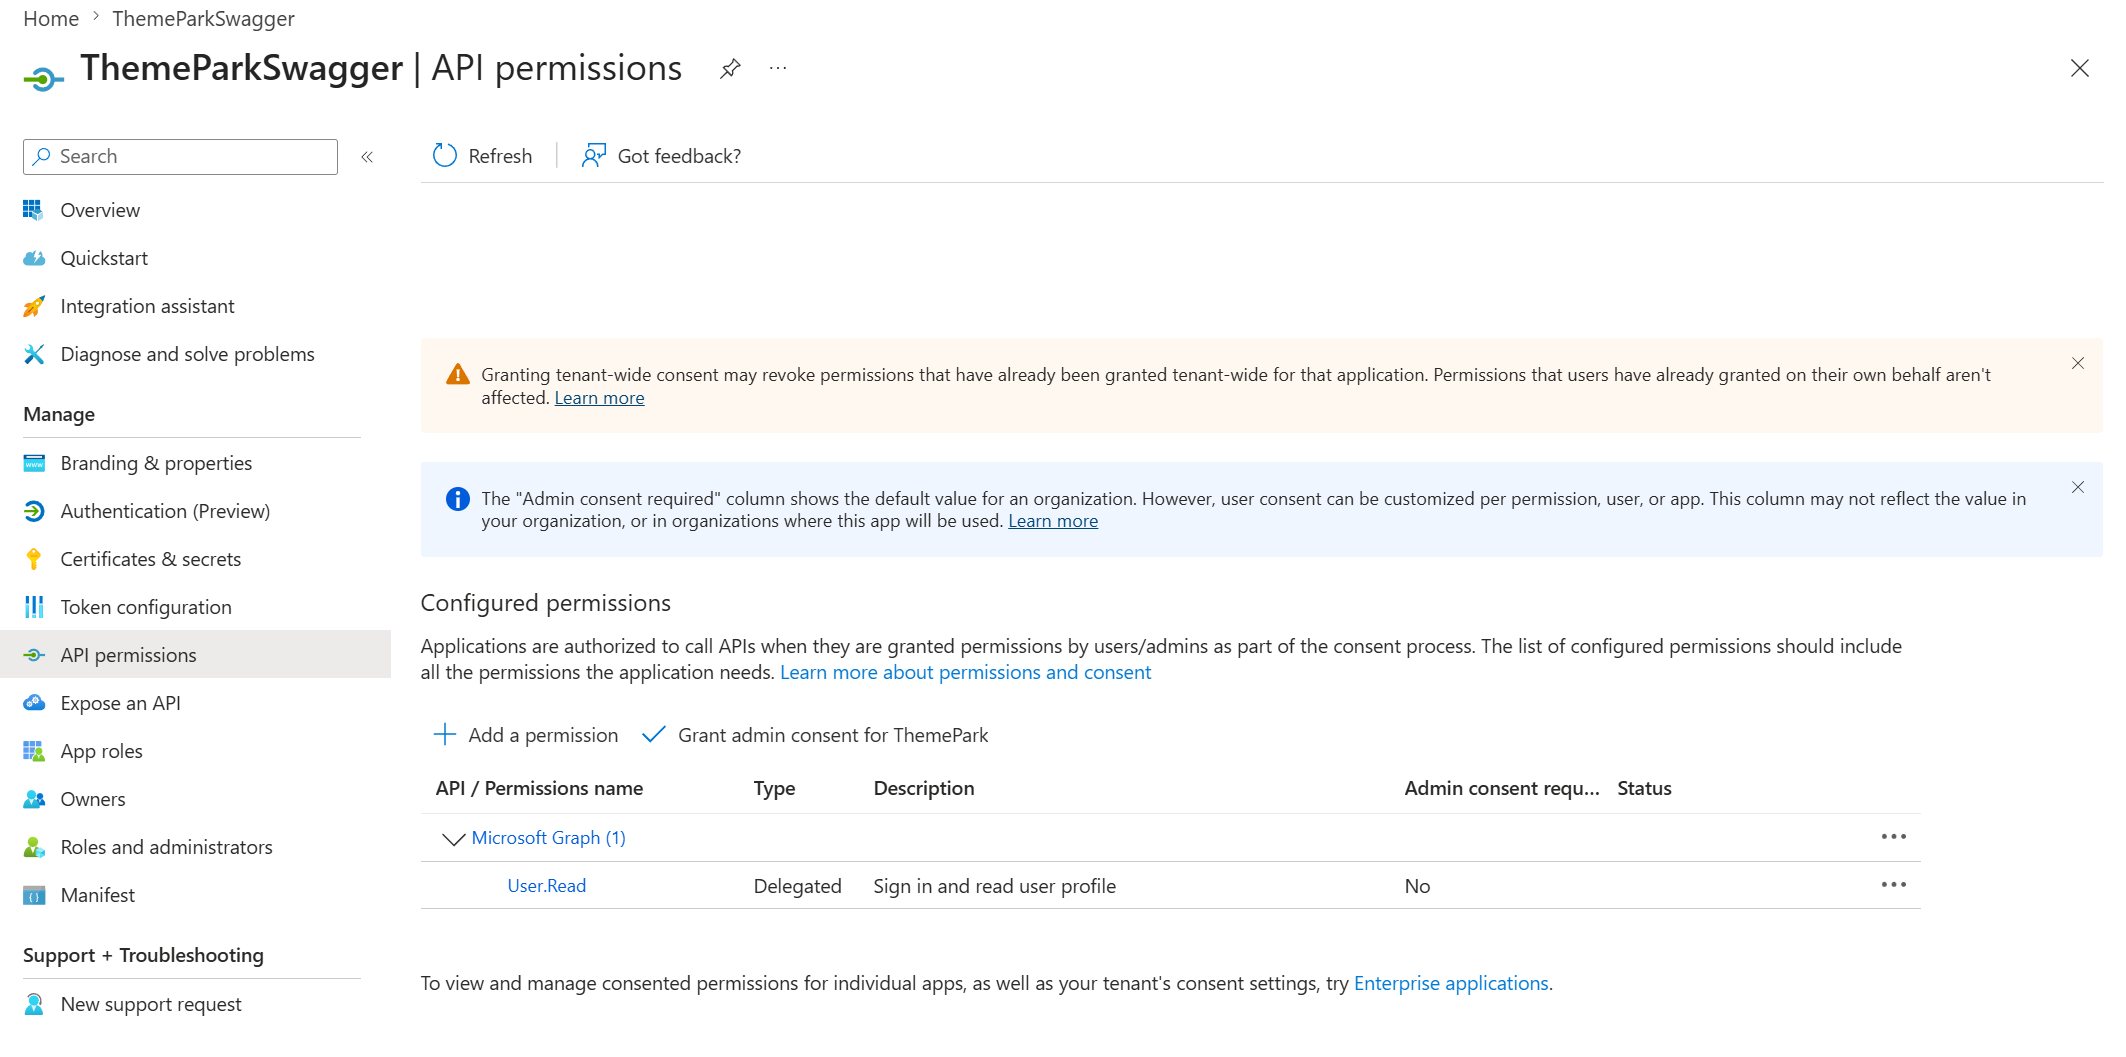 Home > ThemeParkSwagger
ThemeParkSwagger | API permissions
Search
Refresh
Got feedback?
Overview
Quickstart
Integration assistant
Diagnose and solve problems
Manage
Branding & properties
Authentication (Preview)
Certificates & secrets
Token configuration
API permissions
Expose an API
App roles
Owners
Roles and administrators
Manifest
Support + Troubleshooting
New support request
Granting tenant-wide consent may revoke permissions that have already been granted tenant-wide for that application. Permissions that users have already granted on their own behalf aren't
affected. Learn more
The "Admin consent required" column shows the default value for an organization. However, user consent can be customized per permission, user, or app. This column may not reflect the value in
your organization, or in organizations where this app will be used. Learn more
Configured permissions
Applications are authorized to call APIs when they are granted permissions by users/admins as part of the consent process. The list of configured permissions should include
all the permissions the application needs. Learn more about permissions and consent
Add a permission
Grant admin consent for ThemePark
API / Permissions name Type Description Admin consent requ... Status
Microsoft Graph (1)
User.Read Delegated Sign in and read user profile No
To view and manage consented permissions for individual apps, as well as your tenant's consent settings, try Enterprise applications.